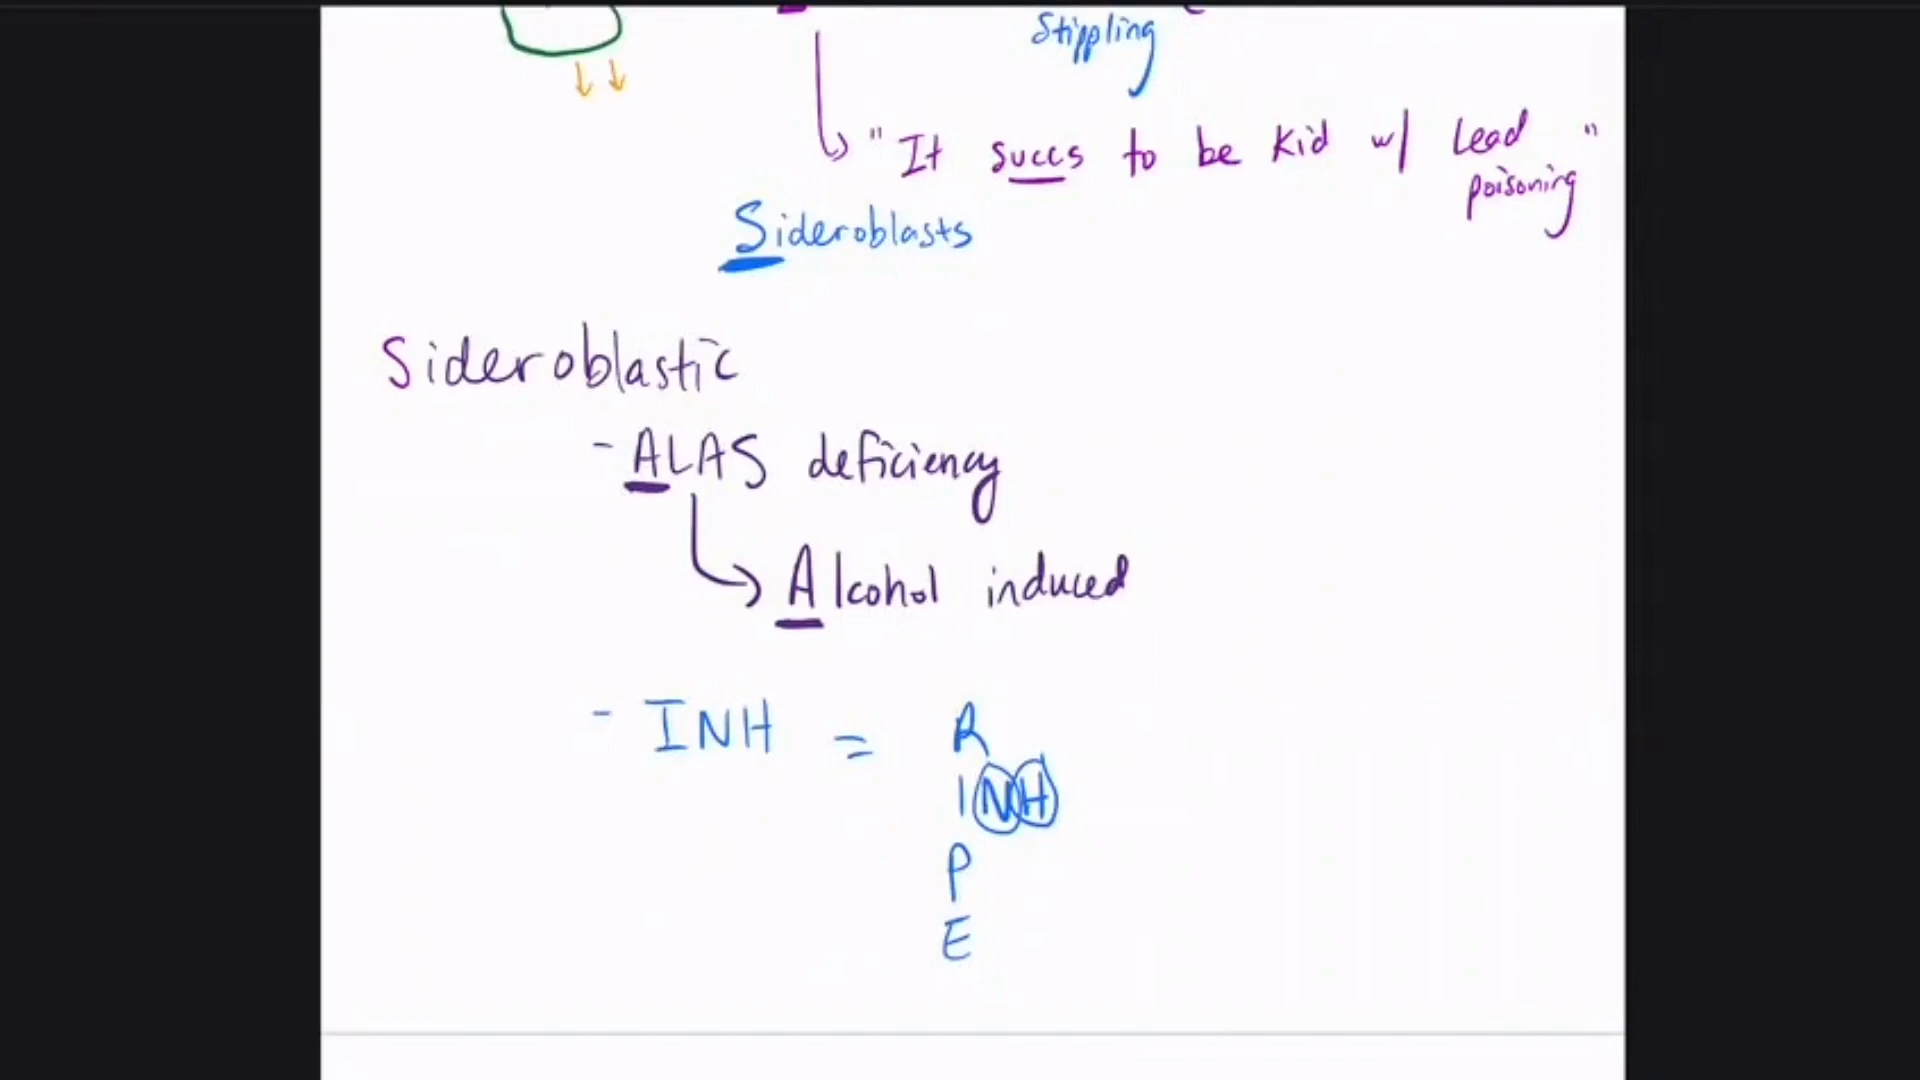 Stippling
"It succs to be kid w/ Lead poisoning"
Sideroblasts
Sideroblastic
- ALAS deficiency
Alcohol induced
- INH = R
INH
P
E